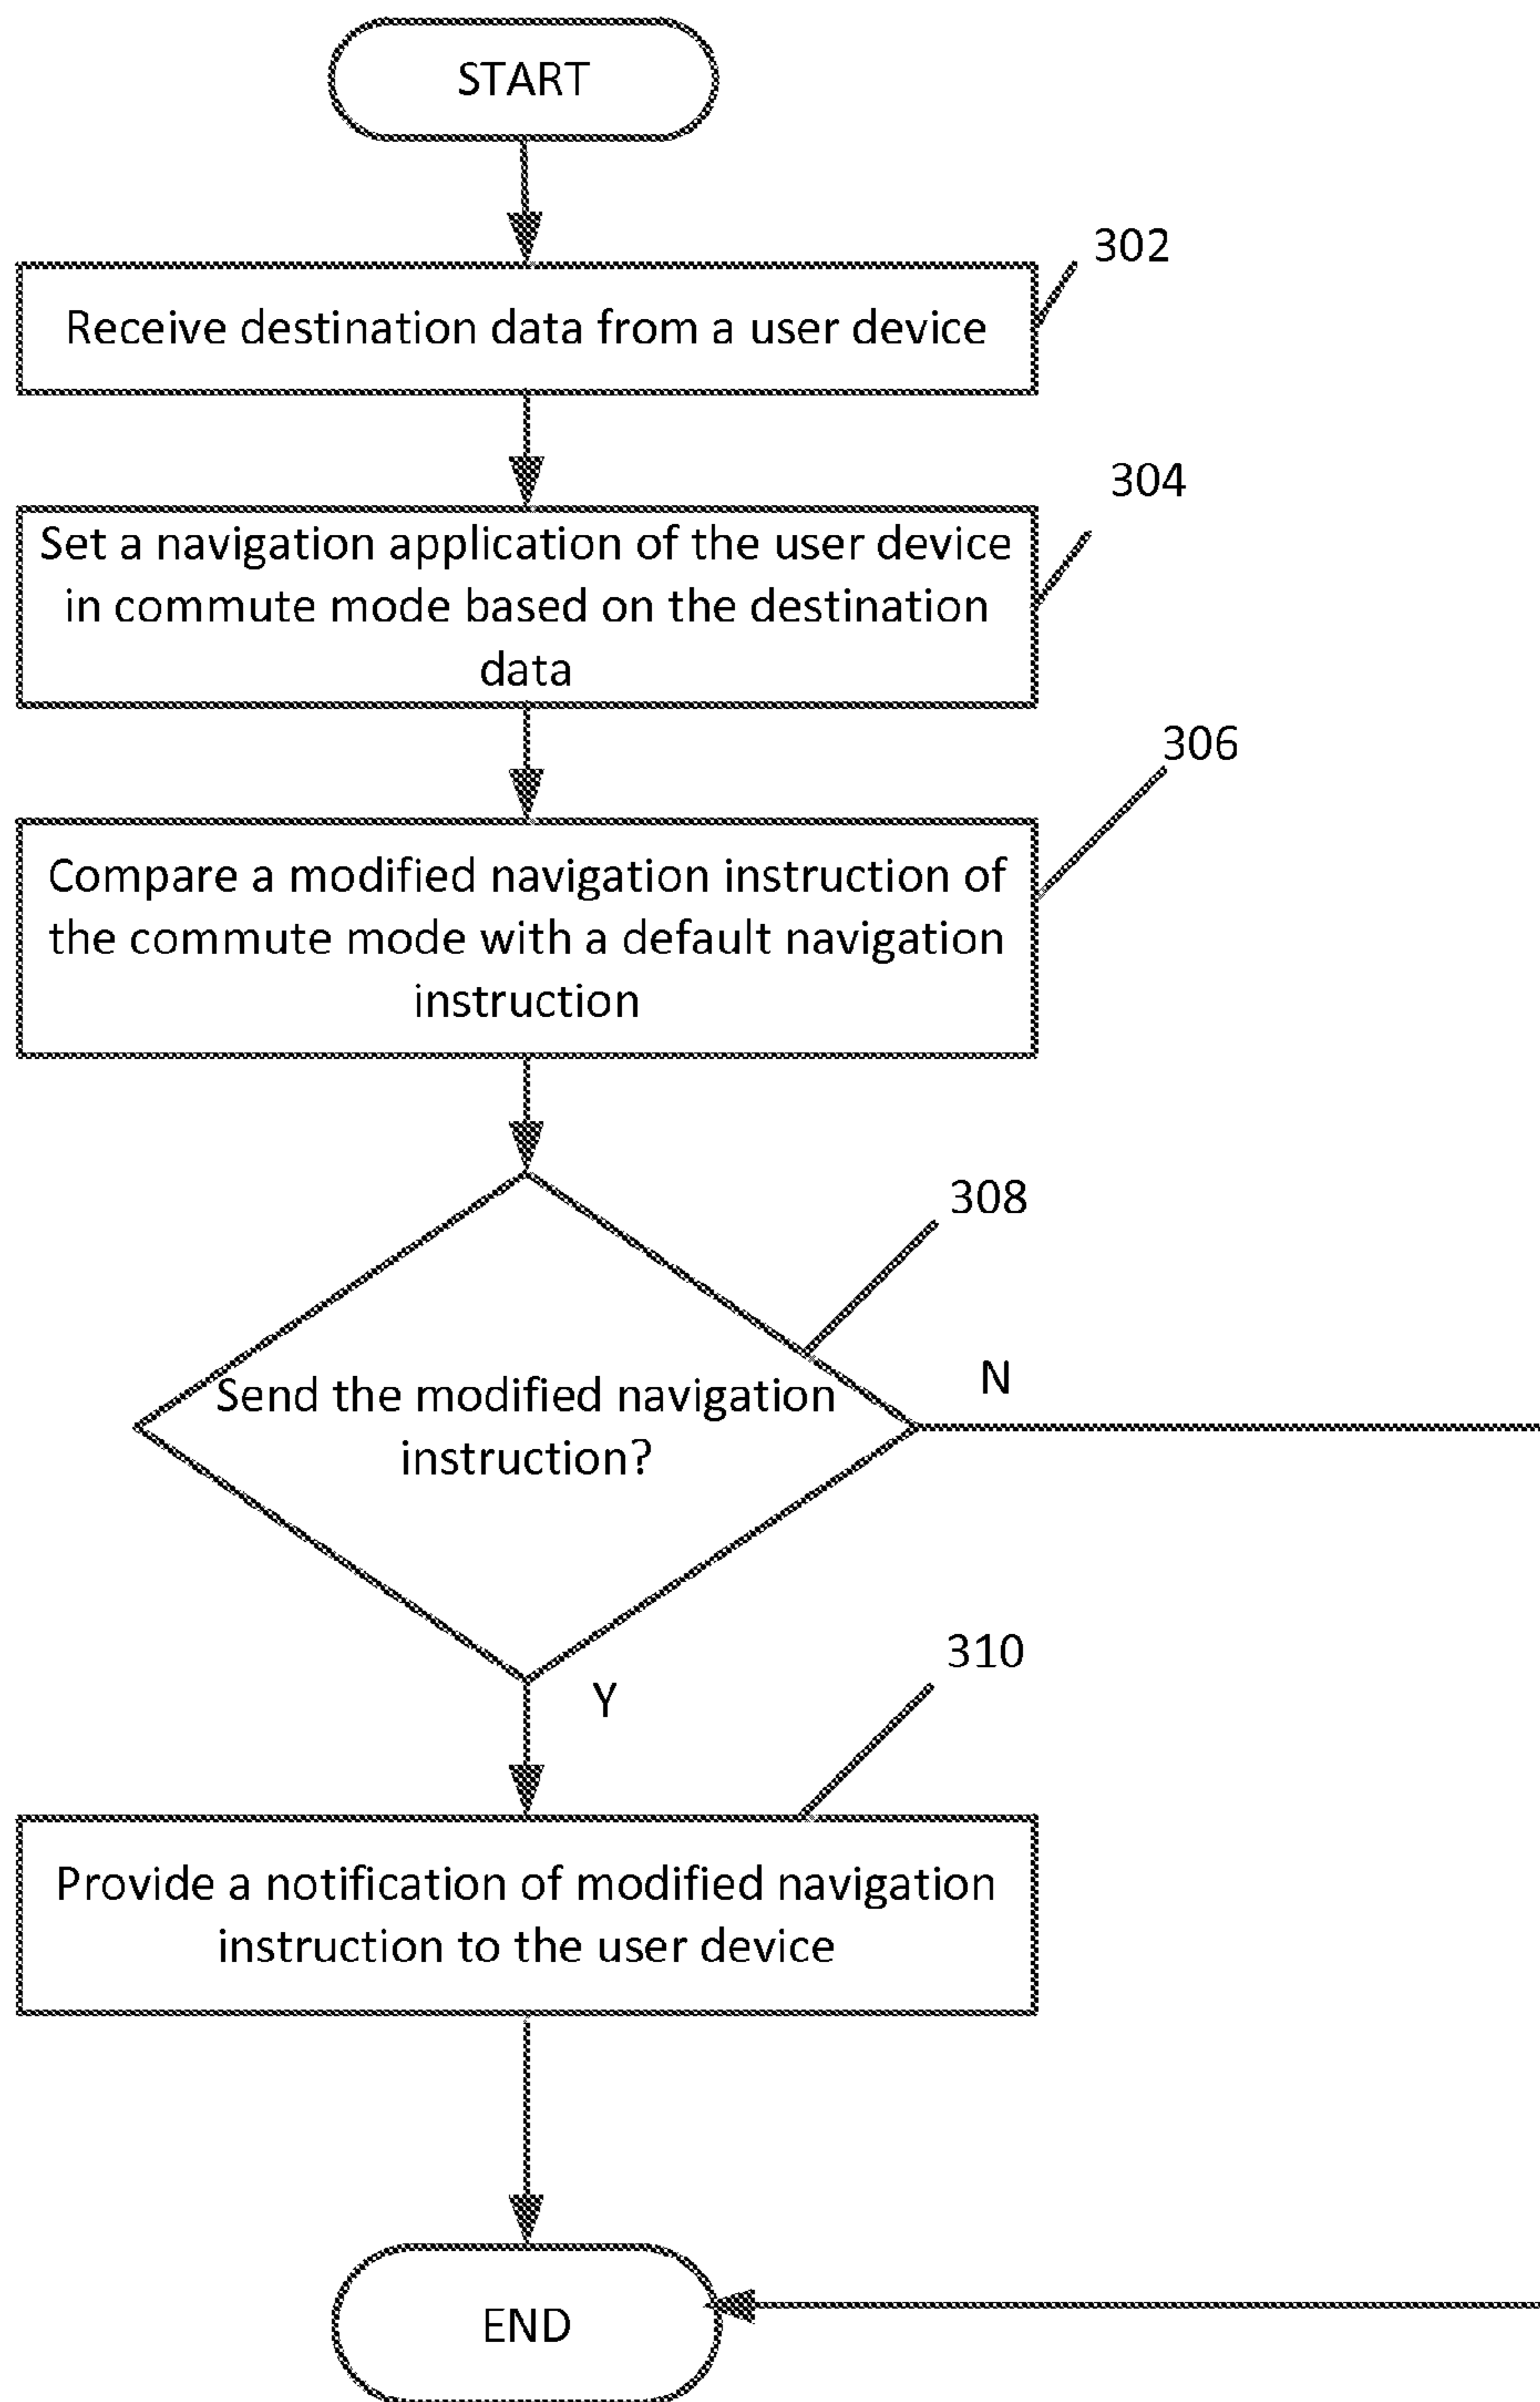 START
302
Receive destination data from a user device
304
Set a navigation application of the user device
in commute mode based on the destination
data
306
Compare a modified navigation instruction of
the commute mode with a default navigation
instruction
308
Send the modified navigation
instruction?
N
Y
310
Provide a notification of modified navigation
instruction to the user device
END